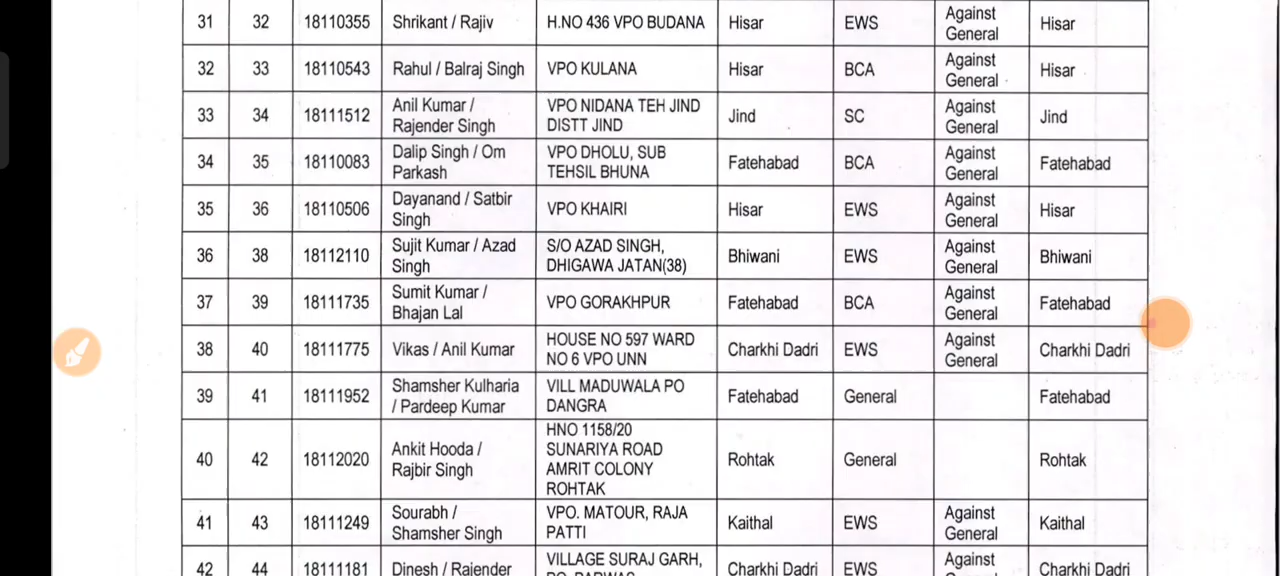 31 32 18110355 Shrikant / Rajiv H.NO 436 VPO BUDANA Hisar EWS Against General Hisar
32 33 18110543 Rahul / Balraj Singh VPO KULANA Hisar BCA Against General Hisar
33 34 18111512 Anil Kumar / Rajender Singh VPO NIDANA TEH JIND DISTT JIND Jind SC Against General Jind
34 35 18110083 Dalip Singh / Om Parkash VPO DHOLU, SUB TEHSIL BHUNA Fatehabad BCA Against General Fatehabad
35 36 18110506 Dayanand / Satbir Singh VPO KHAIRI Hisar EWS Against General Hisar
36 38 18112110 Sujit Kumar / Azad Singh S/O AZAD SINGH, DHIGAWA JATAN(38) Bhiwani EWS Against General Bhiwani
37 39 18111735 Sumit Kumar / Bhajan Lal VPO GORAKHPUR Fatehabad BCA Against General Fatehabad
38 40 18111775 Vikas / Anil Kumar HOUSE NO 597 WARD NO 6 VPO UNN Charkhi Dadri EWS Against General Charkhi Dadri
39 41 18111952 Shamsher Kulharia / Pardeep Kumar VILL MADUWALA PO DANGRA Fatehabad General Fatehabad
40 42 18112020 Ankit Hooda / Rajbir Singh HNO 1158/20 SUNARIYA ROAD AMRIT COLONY ROHTAK Rohtak General Rohtak
41 43 18111249 Sourabh / Shamsher Singh VPO. MATOUR, RAJA PATTI Kaithal EWS Against General Kaithal
42 44 18111181 Dinesh / Rajender VILLAGE SURAJ GARH, Charkhi Dadri EWS Against Charkhi Dadri